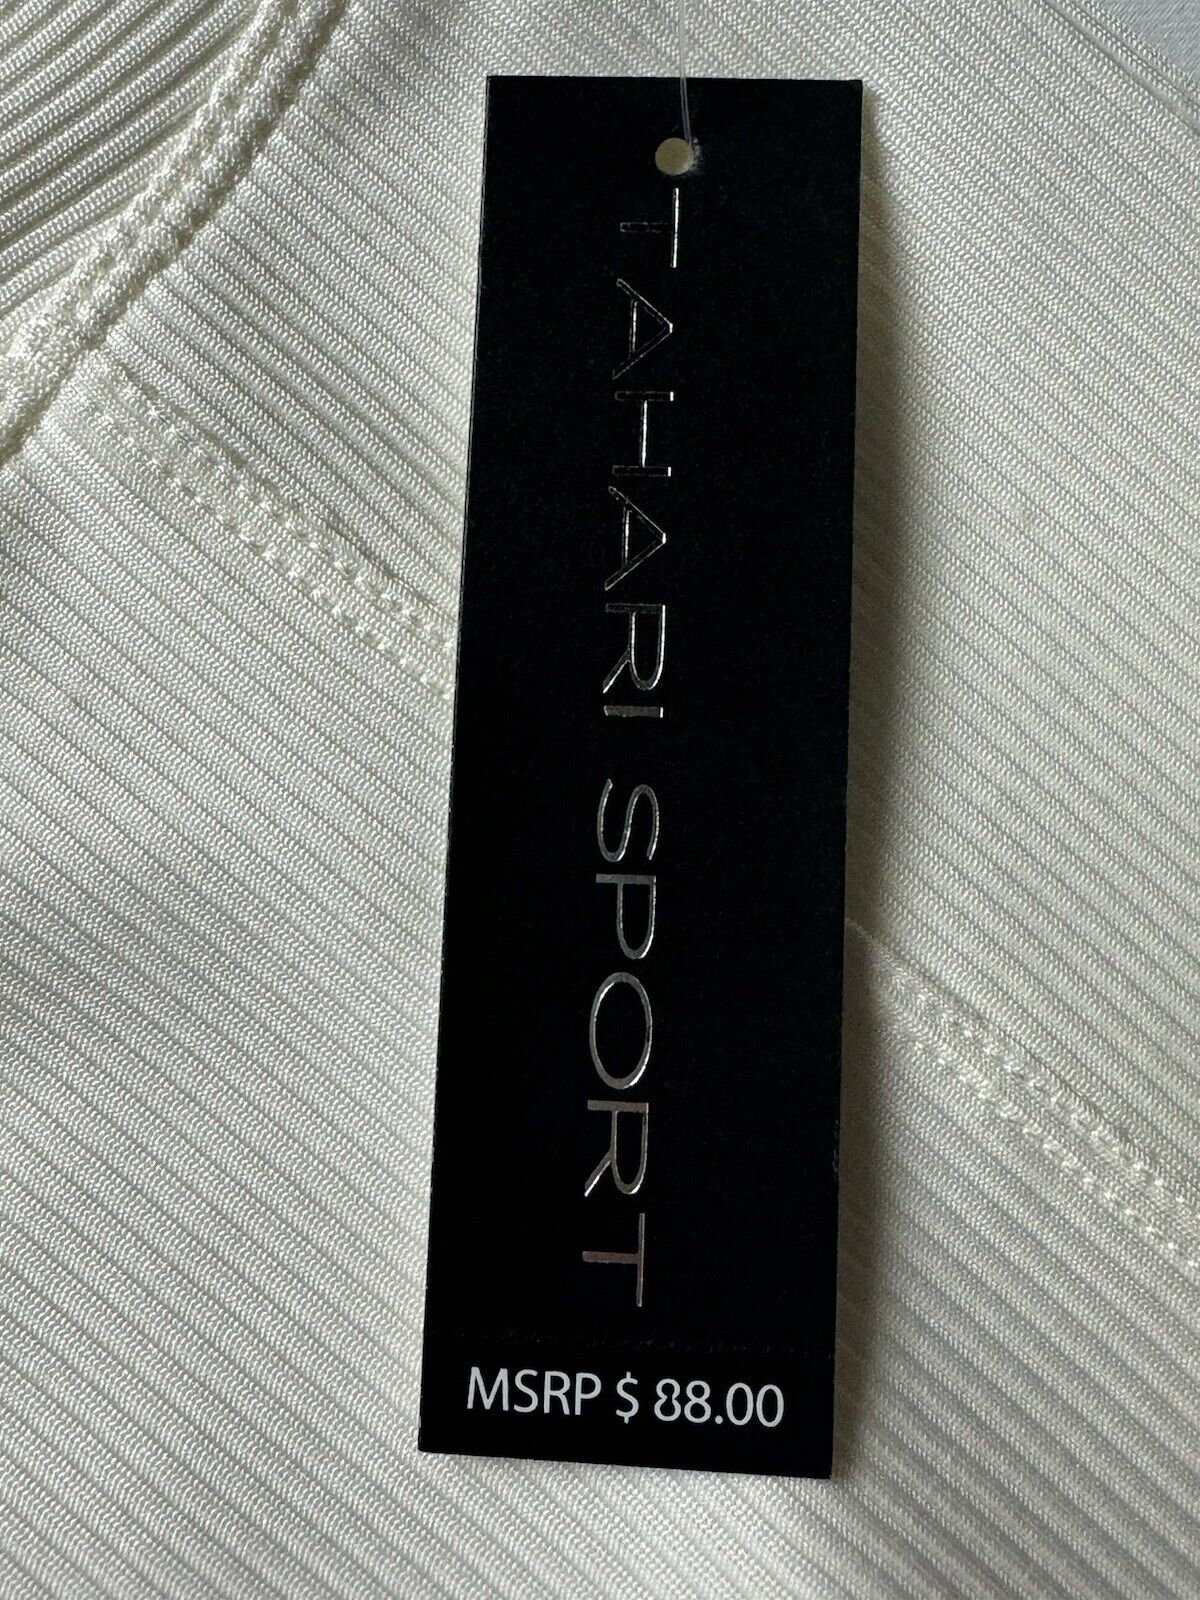 TAHARI SPORT
MSRP $ 88.00